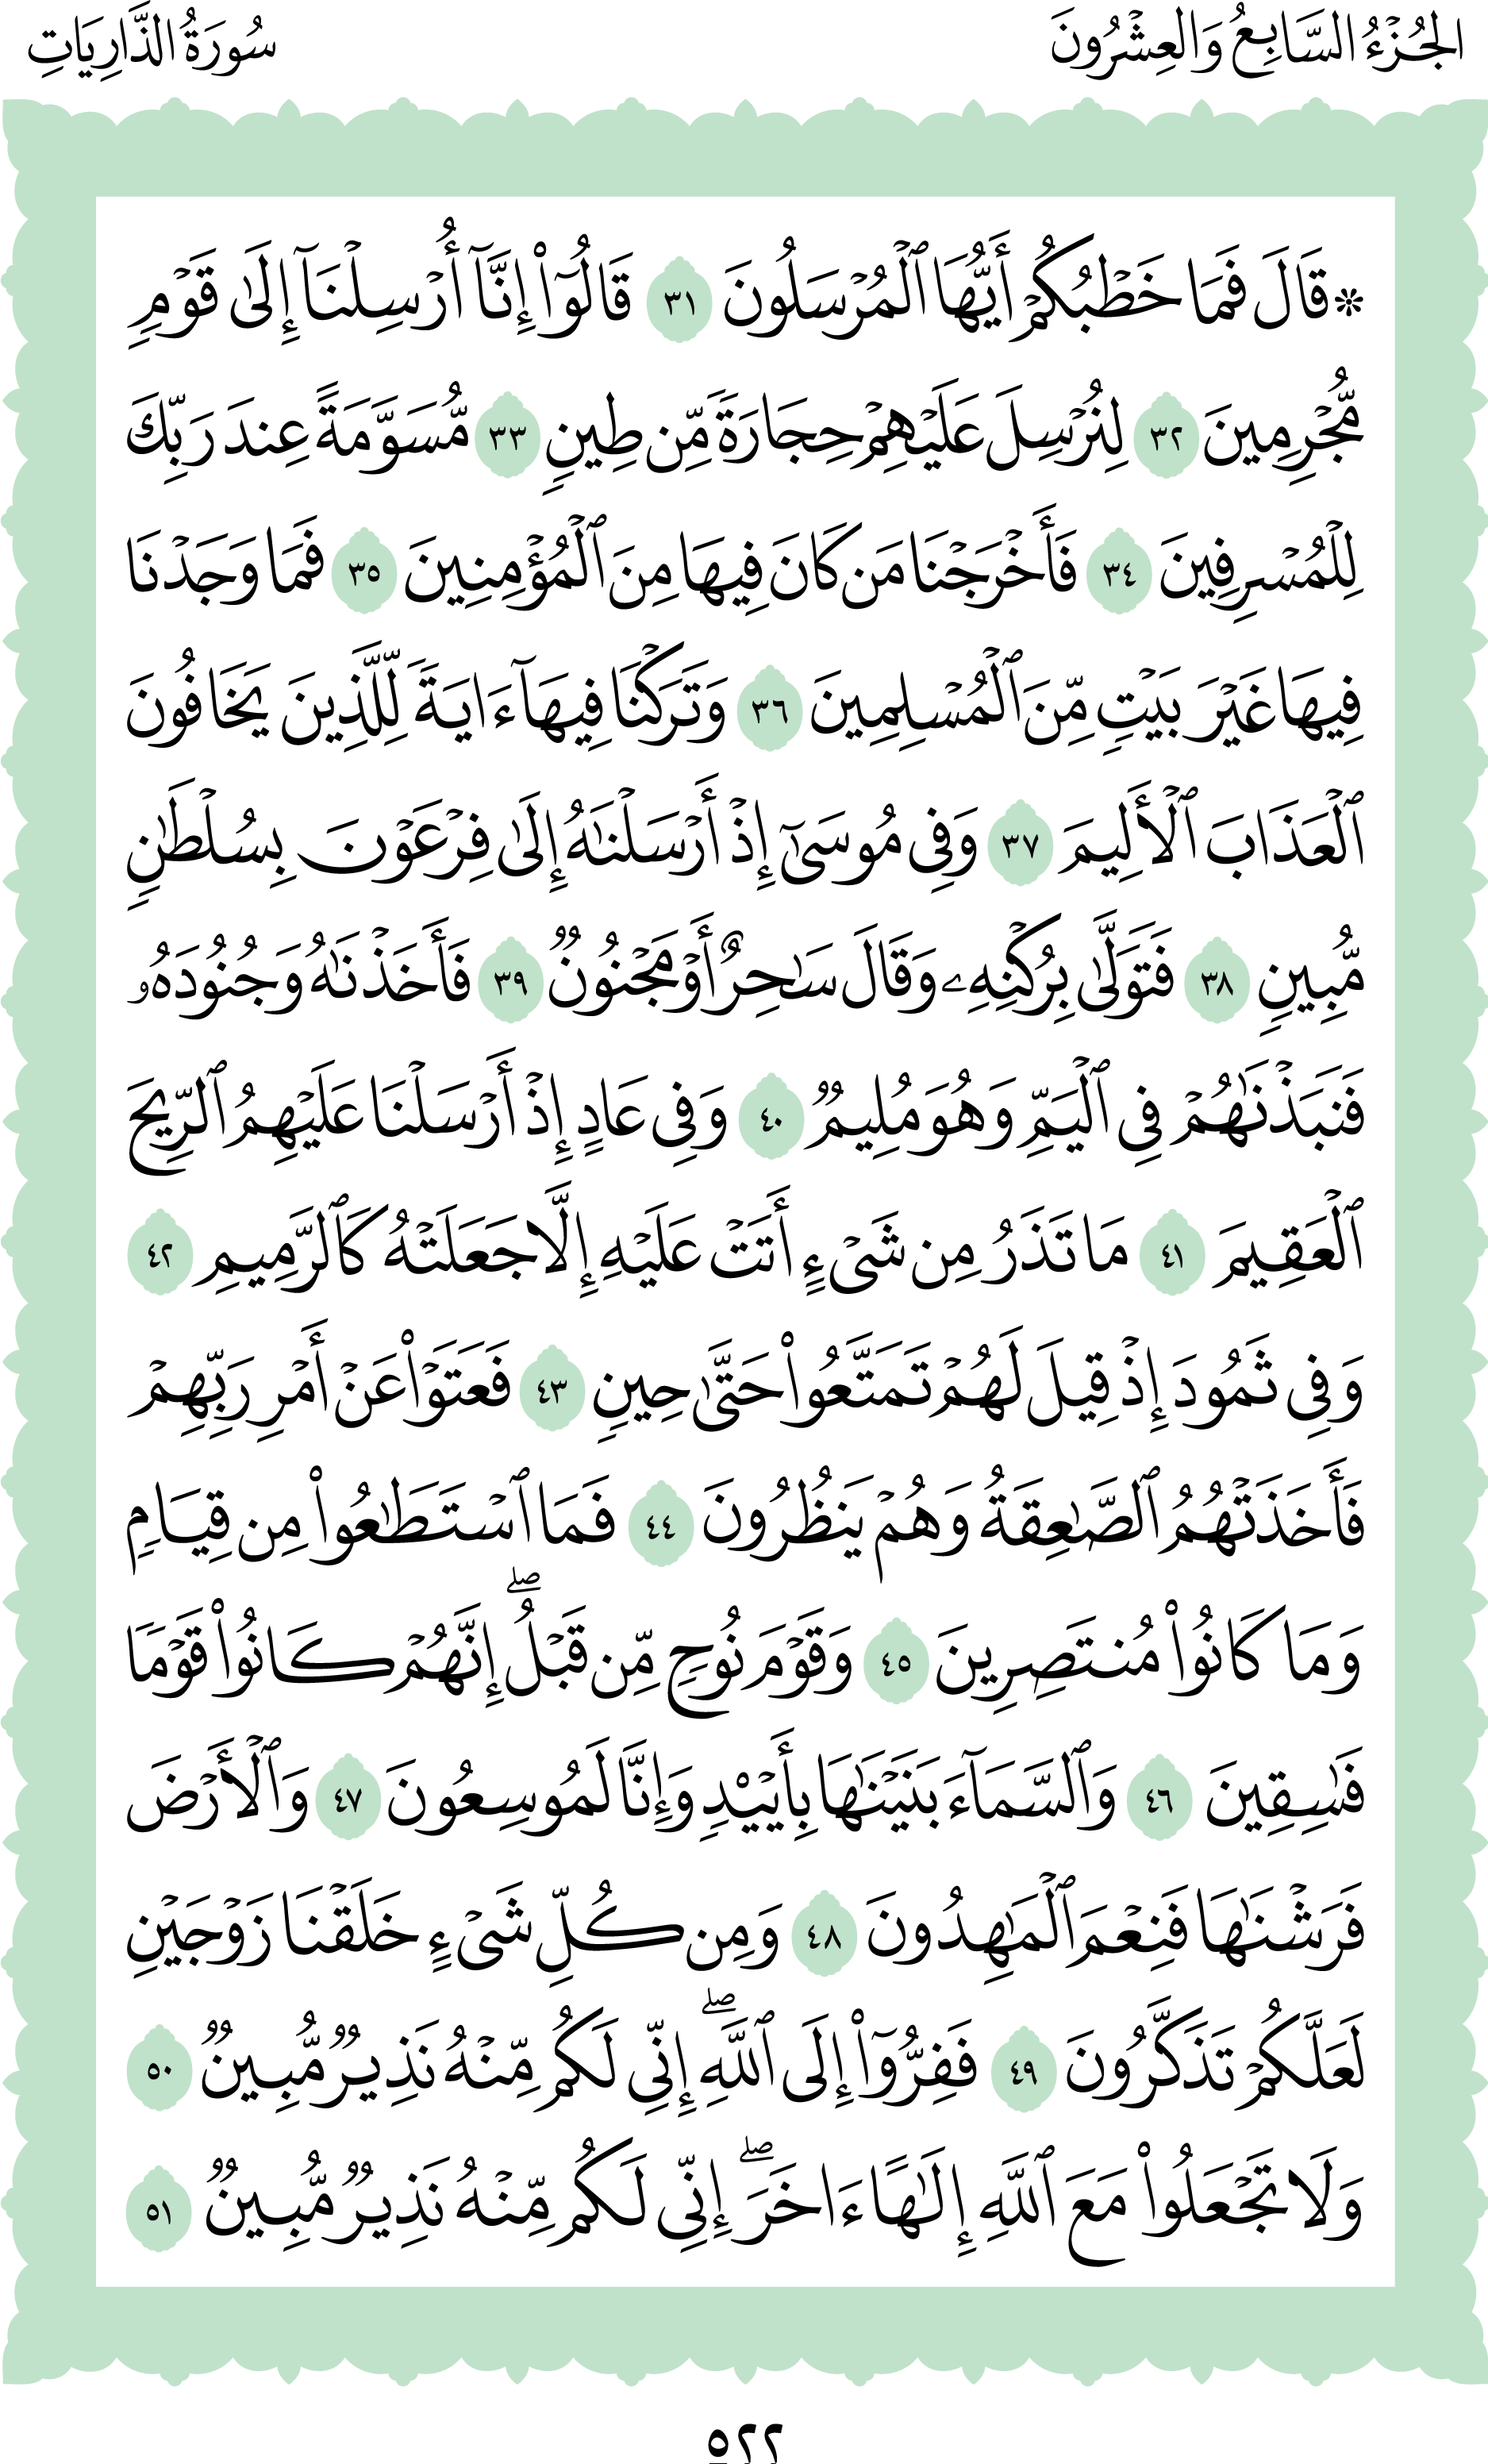 الجُزْءُ السَّابِعُ وَالعِشْرُونَ
سُورَةُ الذَّارِيَاتِ
۞قَالَ فَمَا خَطۡبُكُمۡ أَيُّهَا ٱلۡمُرۡسَلُونَ ٣١ قَالُوٓاْ إِنَّآ أُرۡسِلۡنَآ إِلَىٰ قَوۡمٖ
مُّجۡرِمِينَ ٣٢ لِنُرۡسِلَ عَلَيۡهِمۡ حِجَارَةٗ مِّن طِينٖ ٣٣ مُّسَوَّمَةً عِندَ رَبِّكَ
لِلۡمُسۡرِفِينَ ٣٤ فَأَخۡرَجۡنَا مَن كَانَ فِيهَا مِنَ ٱلۡمُؤۡمِنِينَ ٣٥ فَمَا وَجَدۡنَا
فِيهَا غَيۡرَ بَيۡتٖ مِّنَ ٱلۡمُسۡلِمِينَ ٣٦ وَتَرَكۡنَا فِيهَآ ءَايَةٗ لِّلَّذِينَ يَخَافُونَ
ٱلۡعَذَابَ ٱلۡأَلِيمَ ٣٧ وَفِي مُوسَىٰٓ إِذۡ أَرۡسَلۡنَٰهُ إِلَىٰ فِرۡعَوۡنَ بِسُلۡطَٰنٖ
مُّبِينٖ ٣٨ فَتَوَلَّىٰ بِرُكۡنِهِۦ وَقَالَ سَٰحِرٌ أَوۡ مَجۡنُونٞ ٣٩ فَأَخَذۡنَٰهُ وَجُنُودَهُۥ
فَنَبَذۡنَٰهُمۡ فِي ٱلۡيَمِّ وَهُوَ مُلِيمٞ ٤٠ وَفِي عَادٍ إِذۡ أَرۡسَلۡنَا عَلَيۡهِمُ ٱلرِّيحَ
ٱلۡعَقِيمَ ٤١ مَا تَذَرُ مِن شَيۡءٍ أَتَتۡ عَلَيۡهِ إِلَّا جَعَلَتۡهُ كَٱلرَّمِيمِ ٤٢
وَفِي ثَمُودَ إِذۡ قِيلَ لَهُمۡ تَمَتَّعُواْ حَتَّىٰ حِينٖ ٤٣ فَعَتَوۡاْ عَنۡ أَمۡرِ رَبِّهِمۡ
فَأَخَذَتۡهُمُ ٱلصَّٰعِقَةُ وَهُمۡ يَنظُرُونَ ٤٤ فَمَا ٱسۡتَطَٰعُواْ مِن قِيَامٖ
وَمَا كَانُواْ مُنتَصِرِينَ ٤٥ وَقَوۡمَ نُوحٖ مِّن قَبۡلُۖ إِنَّهُمۡ كَانُواْ قَوۡمٗا
فَٰسِقِينَ ٤٦ وَٱلسَّمَآءَ بَنَيۡنَٰهَا بِأَيۡيْدٖ وَإِنَّا لَمُوسِعُونَ ٤٧ وَٱلۡأَرۡضَ
فَرَشۡنَٰهَا فَنِعۡمَ ٱلۡمَٰهِدُونَ ٤٨ وَمِن كُلِّ شَيۡءٍ خَلَقۡنَا زَوۡجَيۡنِ
لَعَلَّكُمۡ تَذَكَّرُونَ ٤٩ فَفِرُّوٓاْ إِلَى ٱللَّهِۖ إِنِّي لَكُم مِّنۡهُ نَذِيرٞ مُّبِينٞ ٥٠
وَلَا تَجۡعَلُواْ مَعَ ٱللَّهِ إِلَٰهًا ءَاخَرَۖ إِنِّي لَكُم مِّنۡهُ نَذِيرٞ مُّبِينٞ ٥١
٥٢٢